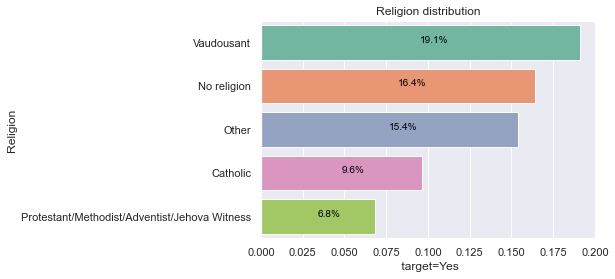 Religion distribution
Religion
Vaudousant
19.1%
No religion
16.4%
Other
15.4%
Catholic
9.6%
Protestant/Methodist/Adventist/Jehova Witness
6.8%
0.000 0.025 0.050 0.075 0.100 0.125 0.150 0.175 0.200
target=Yes